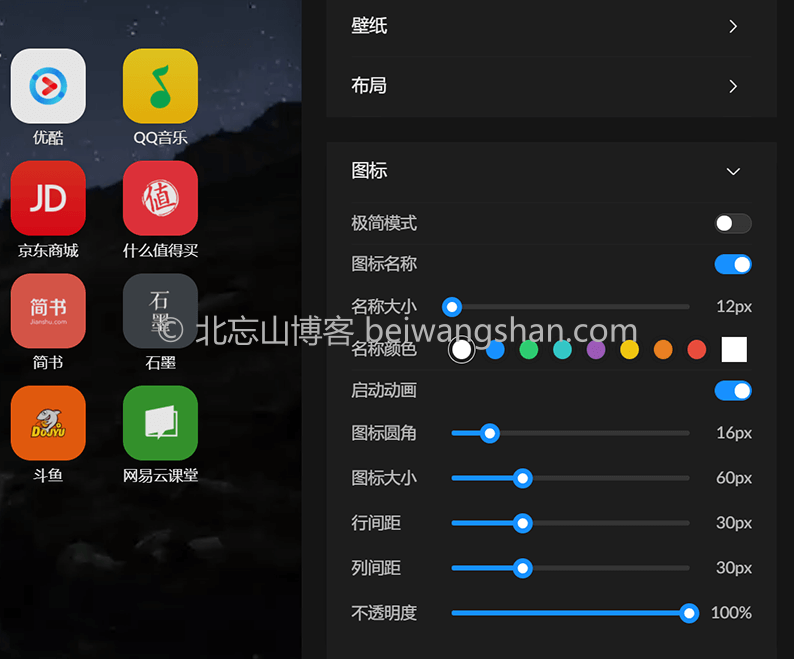 优酷
QQ音乐
JD
京东商城
值
什么值得买
简书
Jianshu.com
简书
石
墨
石墨
DOUYU
斗鱼
网易云课堂
壁纸
布局
图标
极简模式
图标名称
名称大小 12px
© 北忘山博客 beiwangshan.com
名称颜色
启动动画
图标圆角 16px
图标大小 60px
行间距 30px
列间距 30px
不透明度 100%